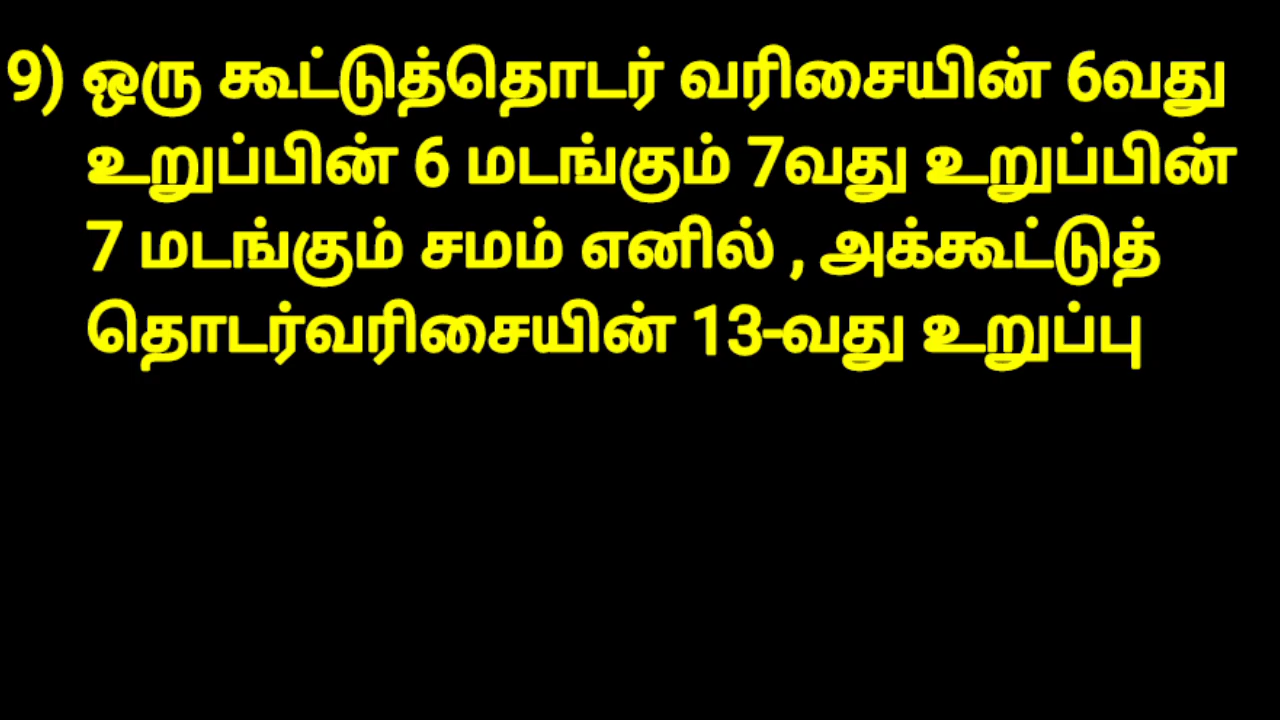 9) ஒரு கூட்டுத்தொடர் வரிசையின் 6வது
உறுப்பின் 6 மடங்கும் 7வது உறுப்பின்
7 மடங்கும் சமம் எனில் , அக்கூட்டுத்
தொடர்வரிசையின் 13-வது உறுப்பு